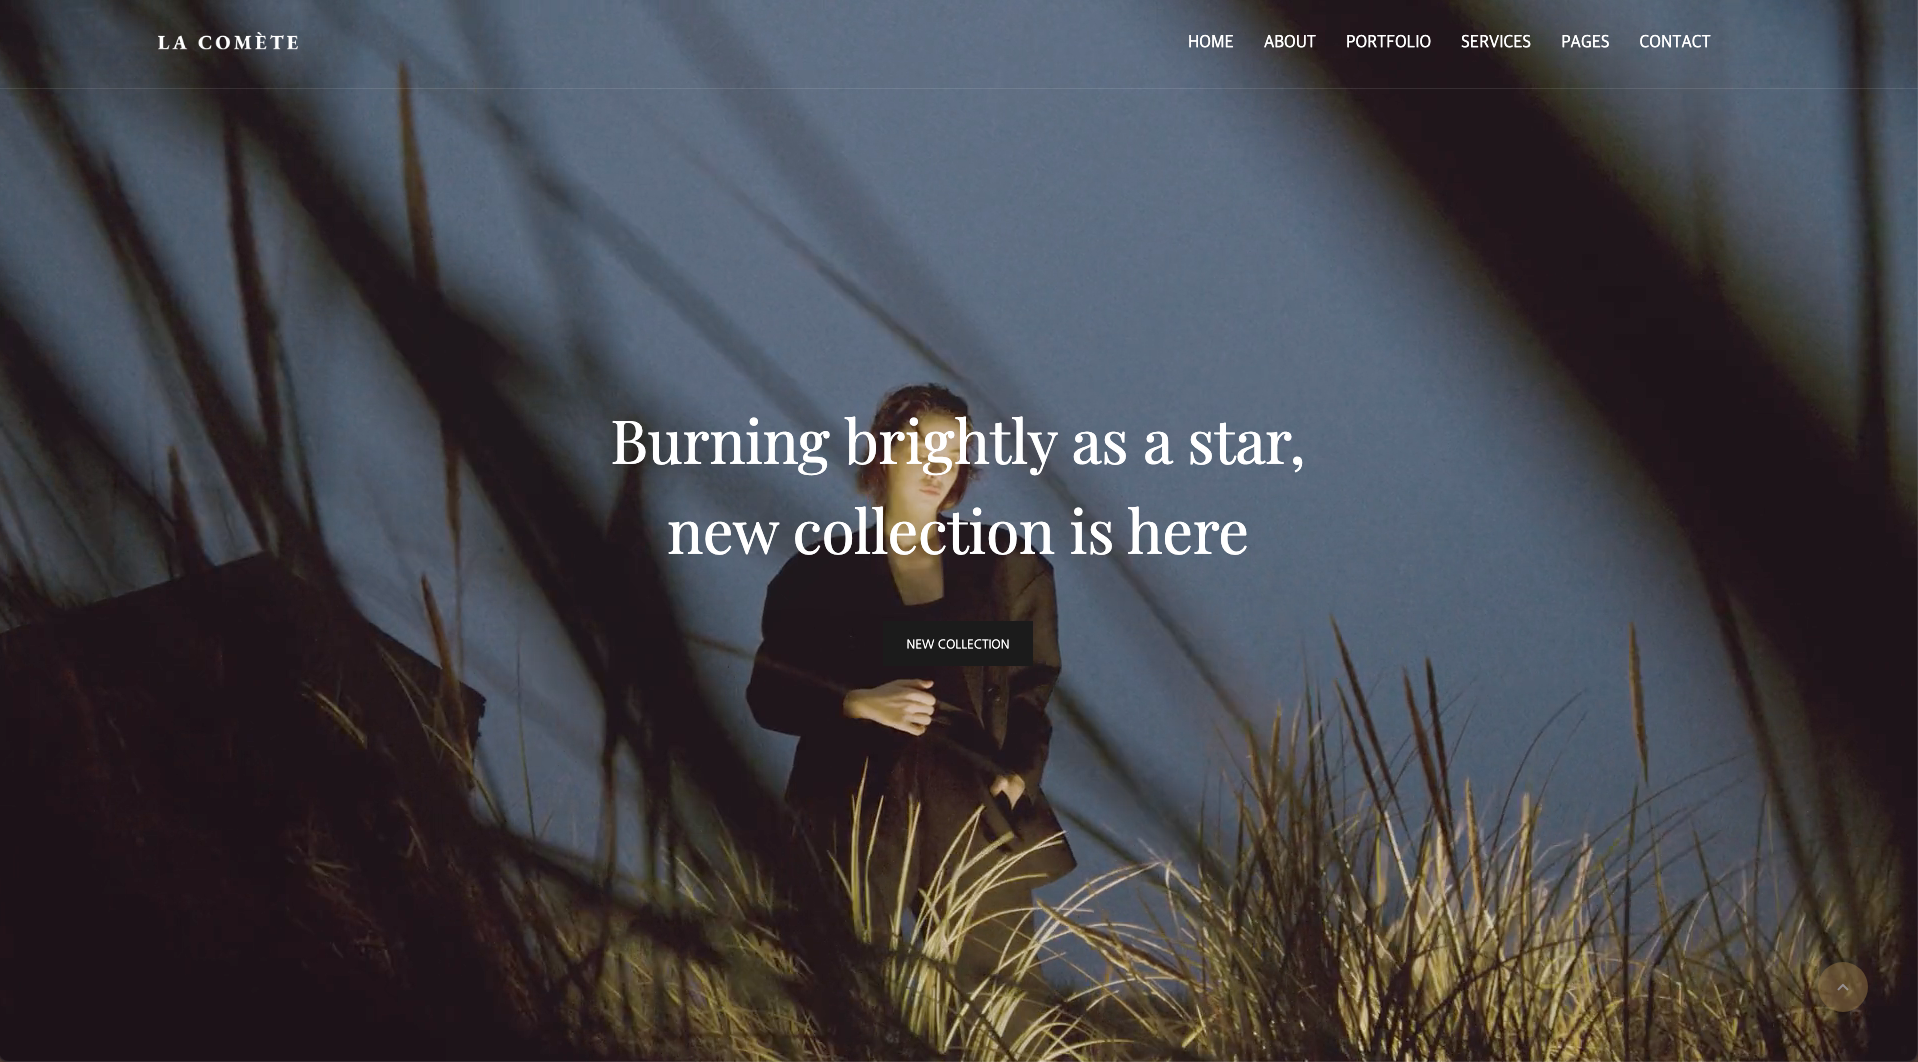 LA COMÈTE
HOME ABOUT PORTFOLIO SERVICES PAGES CONTACT
Burning brightly as a star,
new collection is here
NEW COLLECTION